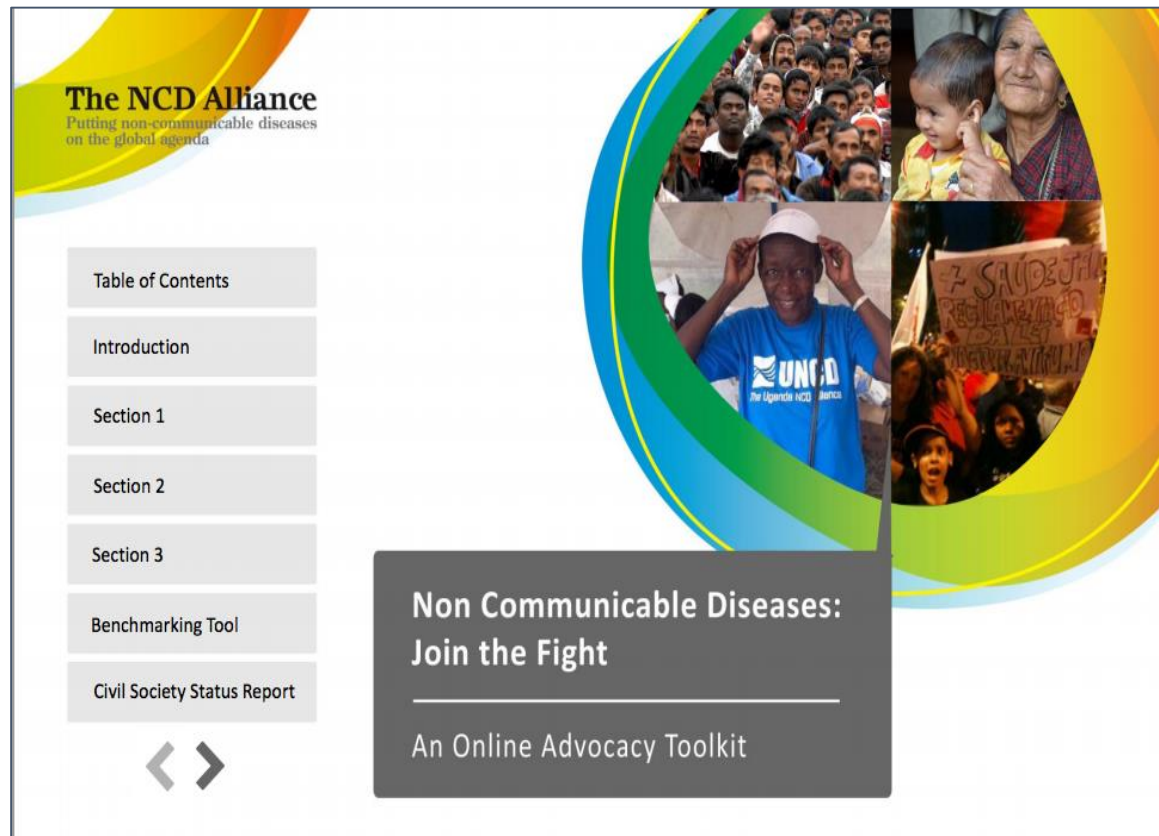 The NCD Alliance
Putting non-communicable diseases
on the global agenda
Table of Contents
Introduction
Section 1
Section 2
Section 3
Benchmarking Tool
Civil Society Status Report
UNCD
The Uganda NCD Alliance
+ SAÚDE JÁ!
Non Communicable Diseases:
Join the Fight
An Online Advocacy Toolkit